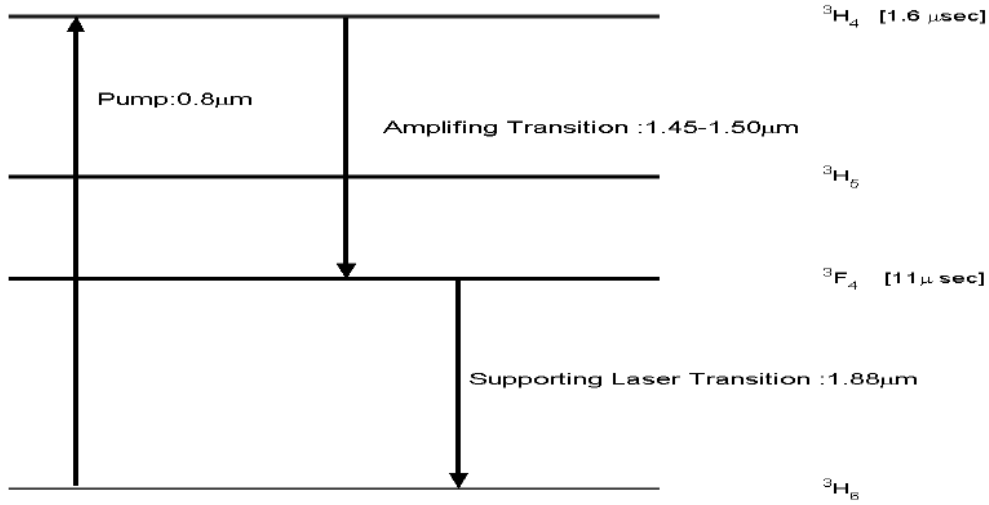 ³H₄ [1.6 μsec]
Pump:0.8μm
Amplifing Transition :1.45-1.50μm
³H₅
³F₄ [11μ sec]
Supporting Laser Transition :1.88μm
³H₆